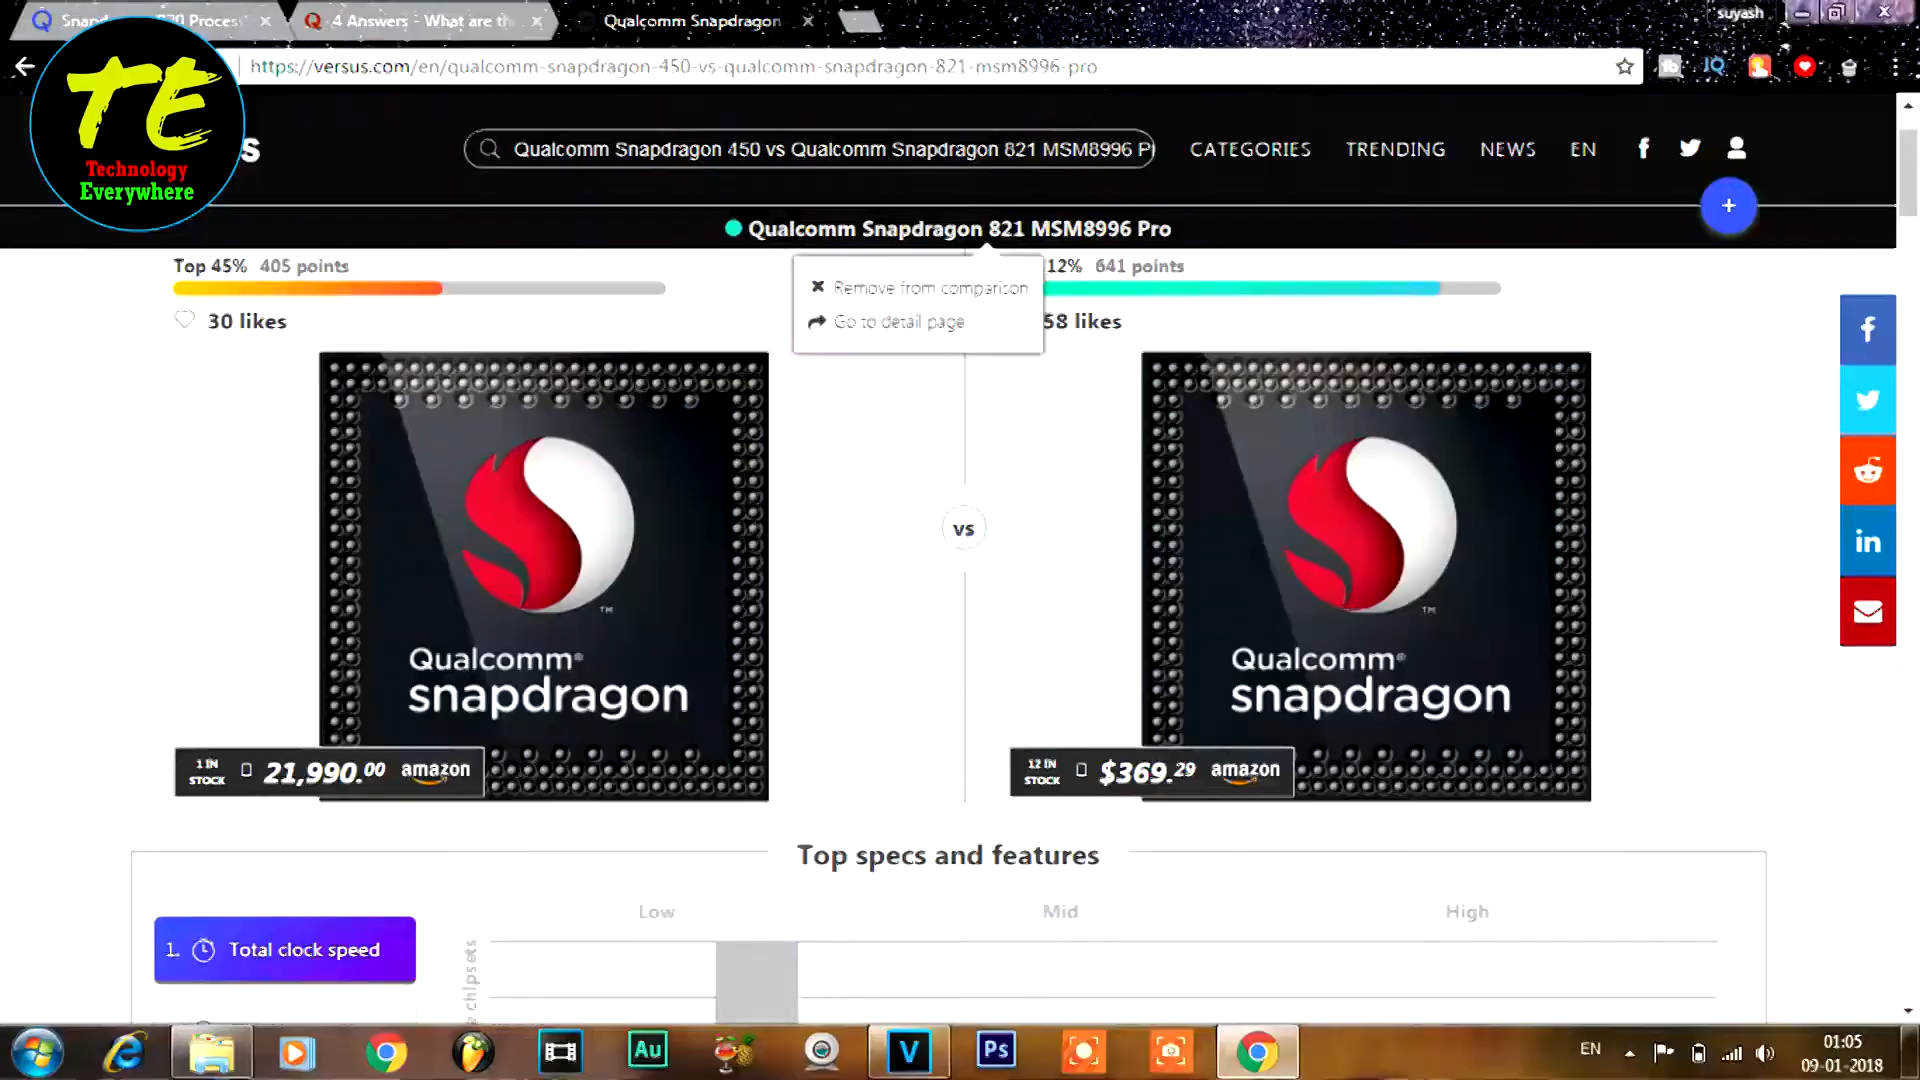 4 Answers - What are th
Qualcomm Snapdragon
suyash
https://versus.com/en/qualcomm-snapdragon-450-vs-qualcomm-snapdragon-821-msm8996-pro
TE
Technology
Everywhere
s
Qualcomm Snapdragon 450 vs Qualcomm Snapdragon 821 MSM8996 P
CATEGORIES
TRENDING
NEWS
EN
+
Qualcomm Snapdragon 821 MSM8996 Pro
Top 45% 405 points
12% 641 points
Remove from comparison
Go to detail page
30 likes
58 likes
Qualcomm
snapdragon
vs
Qualcomm
snapdragon
1 IN STOCK 21,990.00 amazon
12 IN STOCK $369.29 amazon
Top specs and features
Low
Mid
High
1. Total clock speed
chipsets
Au
V
Ps
EN
01:05
09-01-2018